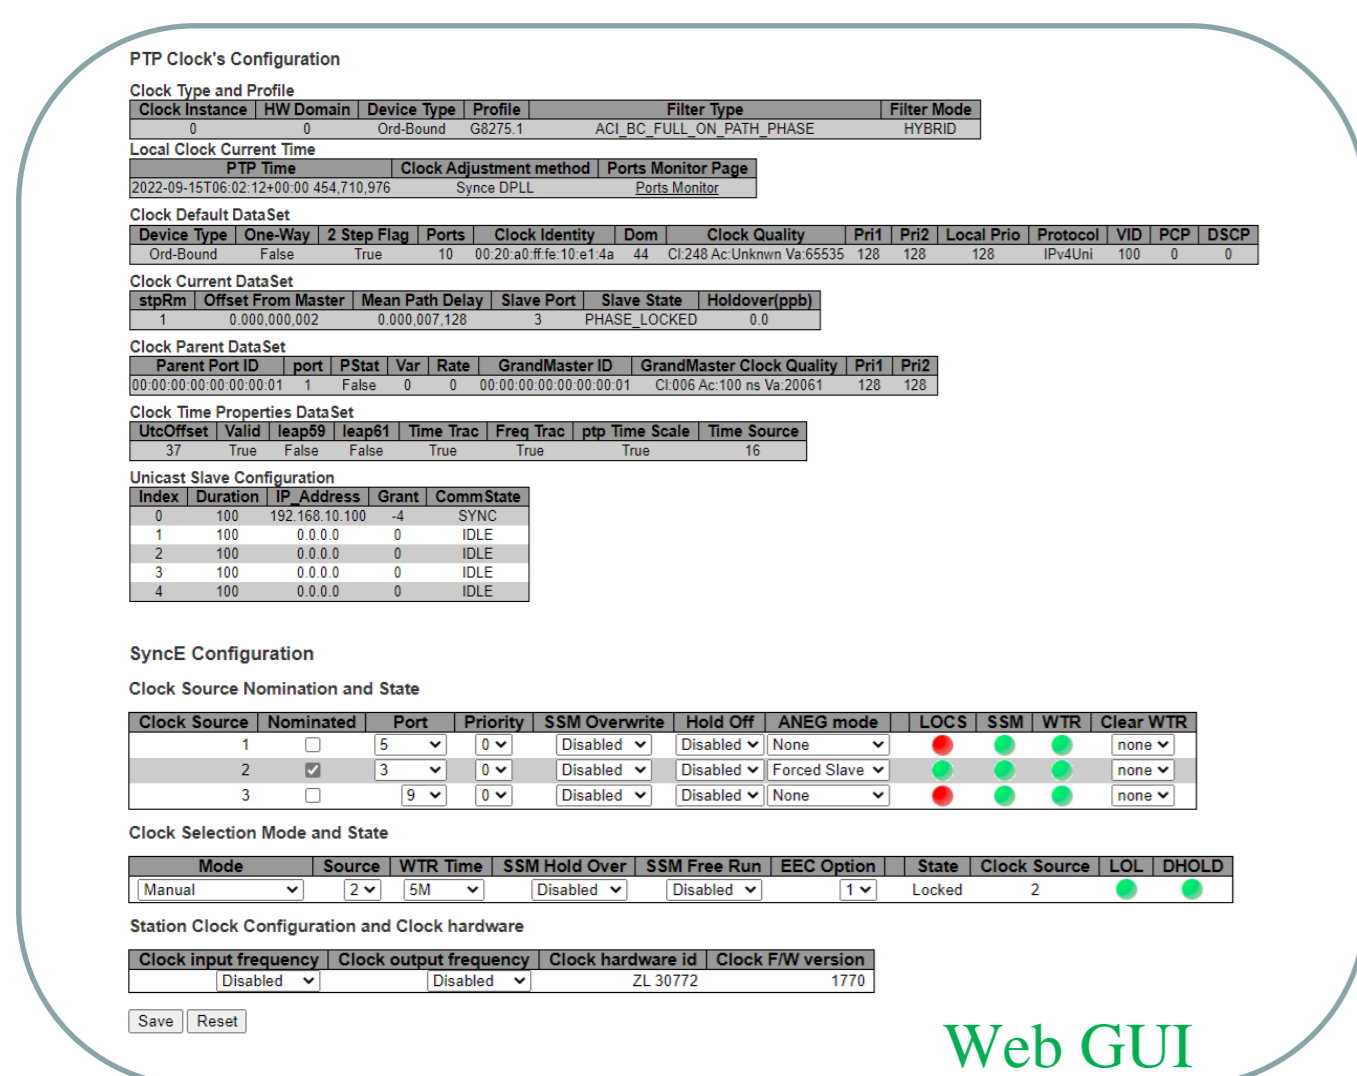 PTP Clock's Configuration
Clock Type and Profile
Clock Instance HW Domain Device Type Profile Filter Type Filter Mode
0 0 Ord-Bound G8275.1 ACI_BC_FULL_ON_PATH_PHASE HYBRID
Local Clock Current Time
PTP Time Clock Adjustment method Ports Monitor Page
2022-09-15T06:02:12+00:00 454,710,976 Synce DPLL Ports Monitor
Clock Default DataSet
Device Type One-Way 2 Step Flag Ports Clock Identity Dom Clock Quality Pri1 Pri2 Local Prio Protocol VID PCP DSCP
Ord-Bound False True 10 00:20:a0:ff:fe:10:e1:4a 44 Cl:248 Ac:Unknwn Va:65535 128 128 128 IPv4Uni 100 0 0
Clock Current DataSet
stpRm Offset From Master Mean Path Delay Slave Port Slave State Holdover(ppb)
1 0.000,000,002 0.000,007,128 3 PHASE_LOCKED 0.0
Clock Parent DataSet
Parent Port ID port PStat Var Rate GrandMaster ID GrandMaster Clock Quality Pri1 Pri2
00:00:00:00:00:00:00:01 1 False 0 0 00:00:00:00:00:00:00:01 Cl:006 Ac:100 ns Va:20061 128 128
Clock Time Properties DataSet
UtcOffset Valid leap59 leap61 Time Trac Freq Trac ptp Time Scale Time Source
37 True False False True True True 16
Unicast Slave Configuration
Index Duration IP_Address Grant CommState
0 100 192.168.10.100 -4 SYNC
1 100 0.0.0.0 0 IDLE
2 100 0.0.0.0 0 IDLE
3 100 0.0.0.0 0 IDLE
4 100 0.0.0.0 0 IDLE
SyncE Configuration
Clock Source Nomination and State
Clock Source Nominated Port Priority SSM Overwrite Hold Off ANEG mode LOCS SSM WTR Clear WTR
1 5 0 Disabled Disabled None none
2 3 0 Disabled Disabled Forced Slave none
3 9 0 Disabled Disabled None none
Clock Selection Mode and State
Mode Source WTR Time SSM Hold Over SSM Free Run EEC Option State Clock Source LOL DHOLD
Manual 2 5M Disabled Disabled 1 Locked 2
Station Clock Configuration and Clock hardware
Clock input frequency Clock output frequency Clock hardware id Clock F/W version
Disabled Disabled ZL 30772 1770
Save Reset
Web GUI